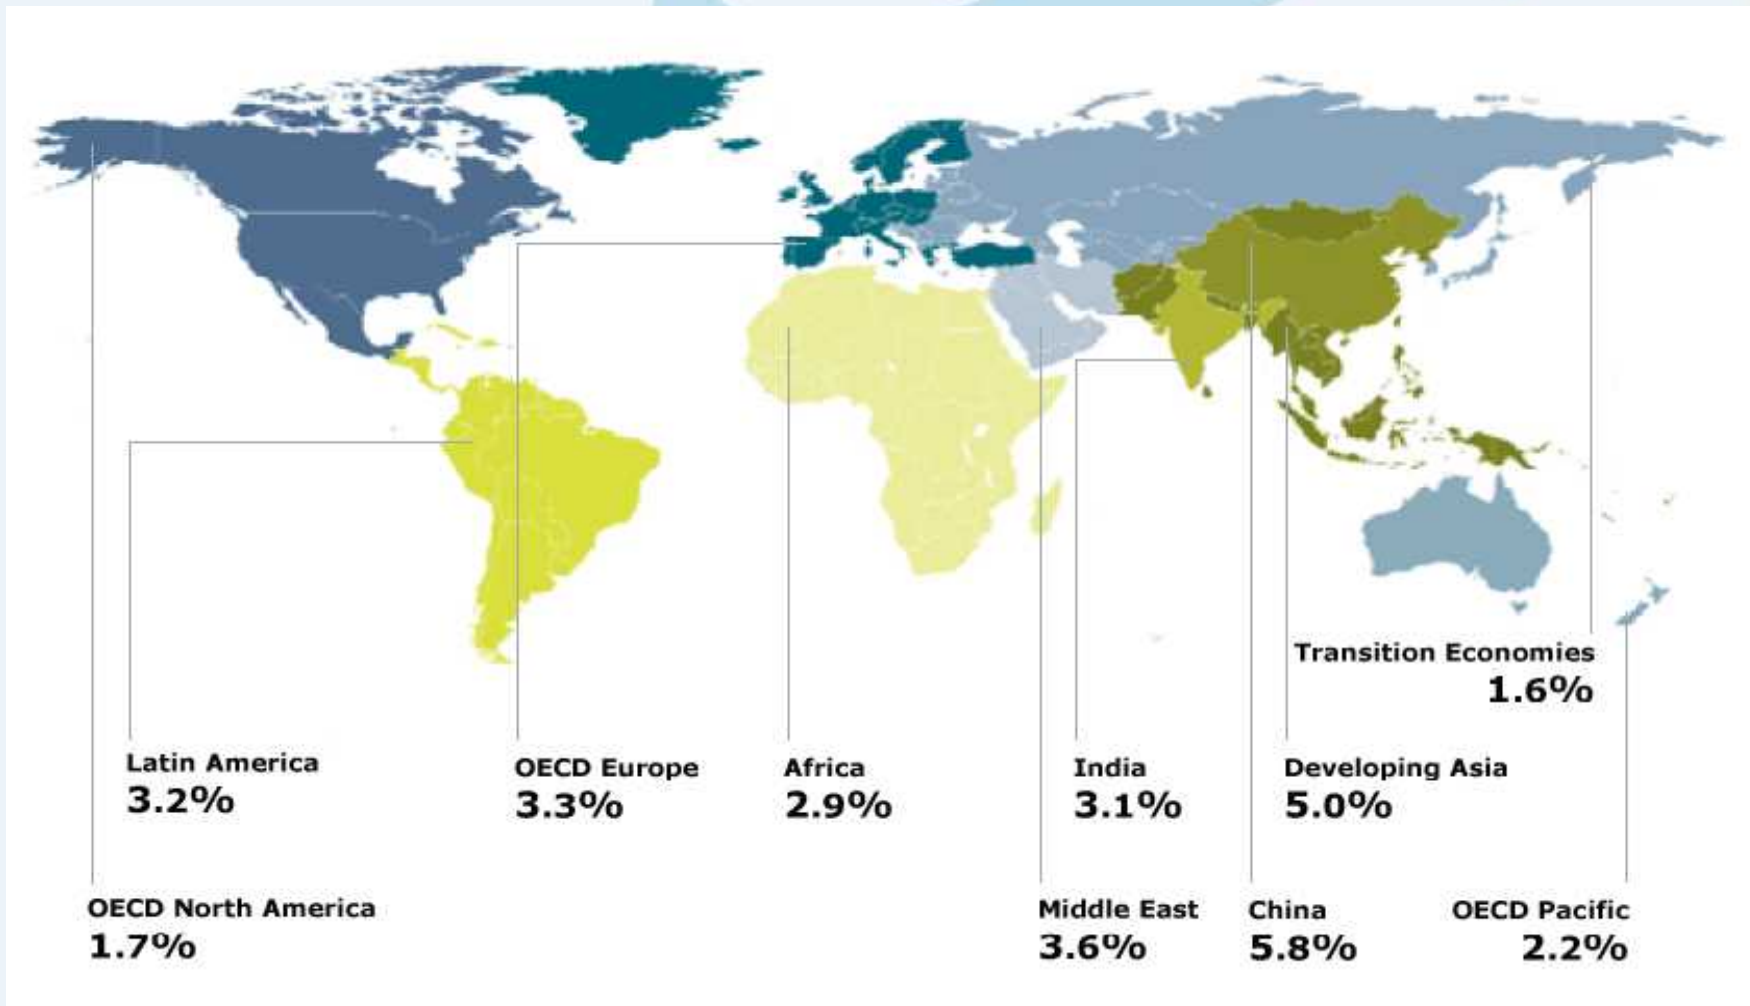 Transition Economies
1.6%
Latin America
3.2%
OECD Europe
3.3%
Africa
2.9%
India
3.1%
Developing Asia
5.0%
OECD North America
1.7%
Middle East
3.6%
China
5.8%
OECD Pacific
2.2%